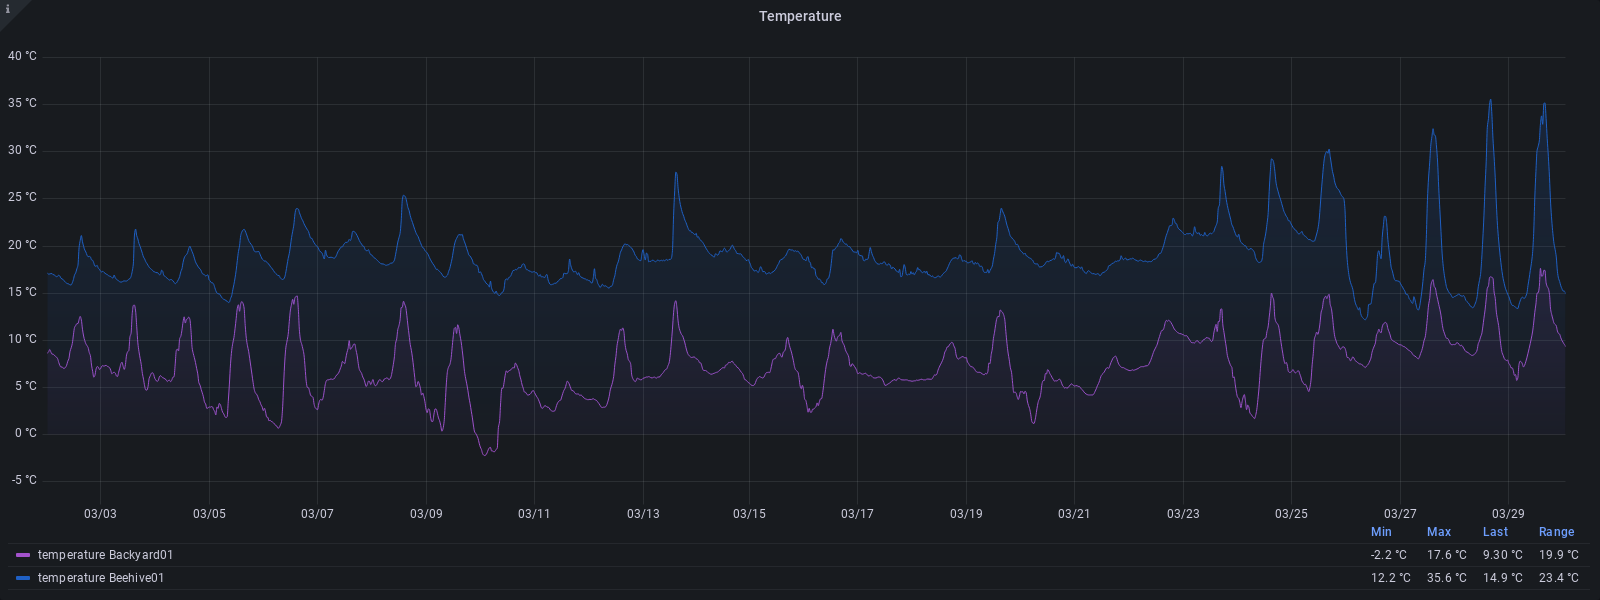 i
Temperature
40 °C
35 °C
30 °C
25 °C
20 °C
15 °C
10 °C
5 °C
0 °C
-5 °C
03/03 03/05 03/07 03/09 03/11 03/13 03/15 03/17 03/19 03/21 03/23 03/25 03/27 03/29
Min Max Last Range
temperature Backyard01 -2.2 °C 17.6 °C 9.30 °C 19.9 °C
temperature Beehive01 12.2 °C 35.6 °C 14.9 °C 23.4 °C